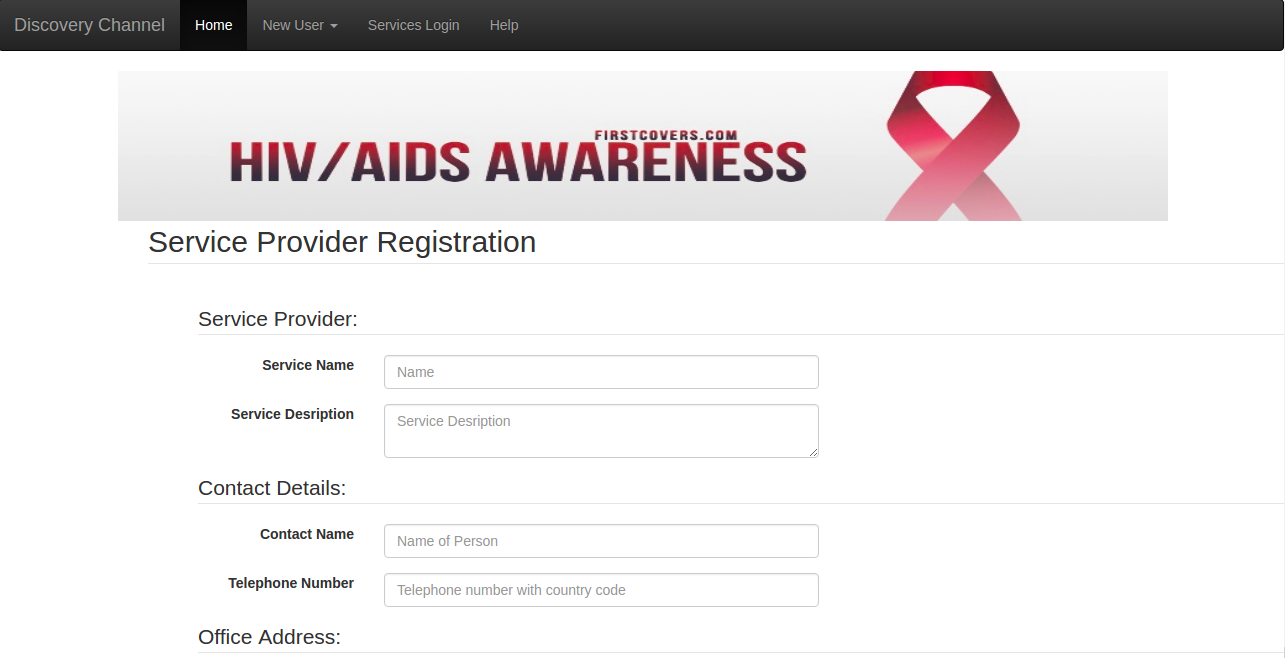 Discovery Channel Home New User Services Login Help
FIRSTCOVERS.COM
HIV/AIDS AWARENESS
Service Provider Registration
Service Provider:
Service Name Name
Service Desription Service Desription
Contact Details:
Contact Name Name of Person
Telephone Number Telephone number with country code
Office Address: